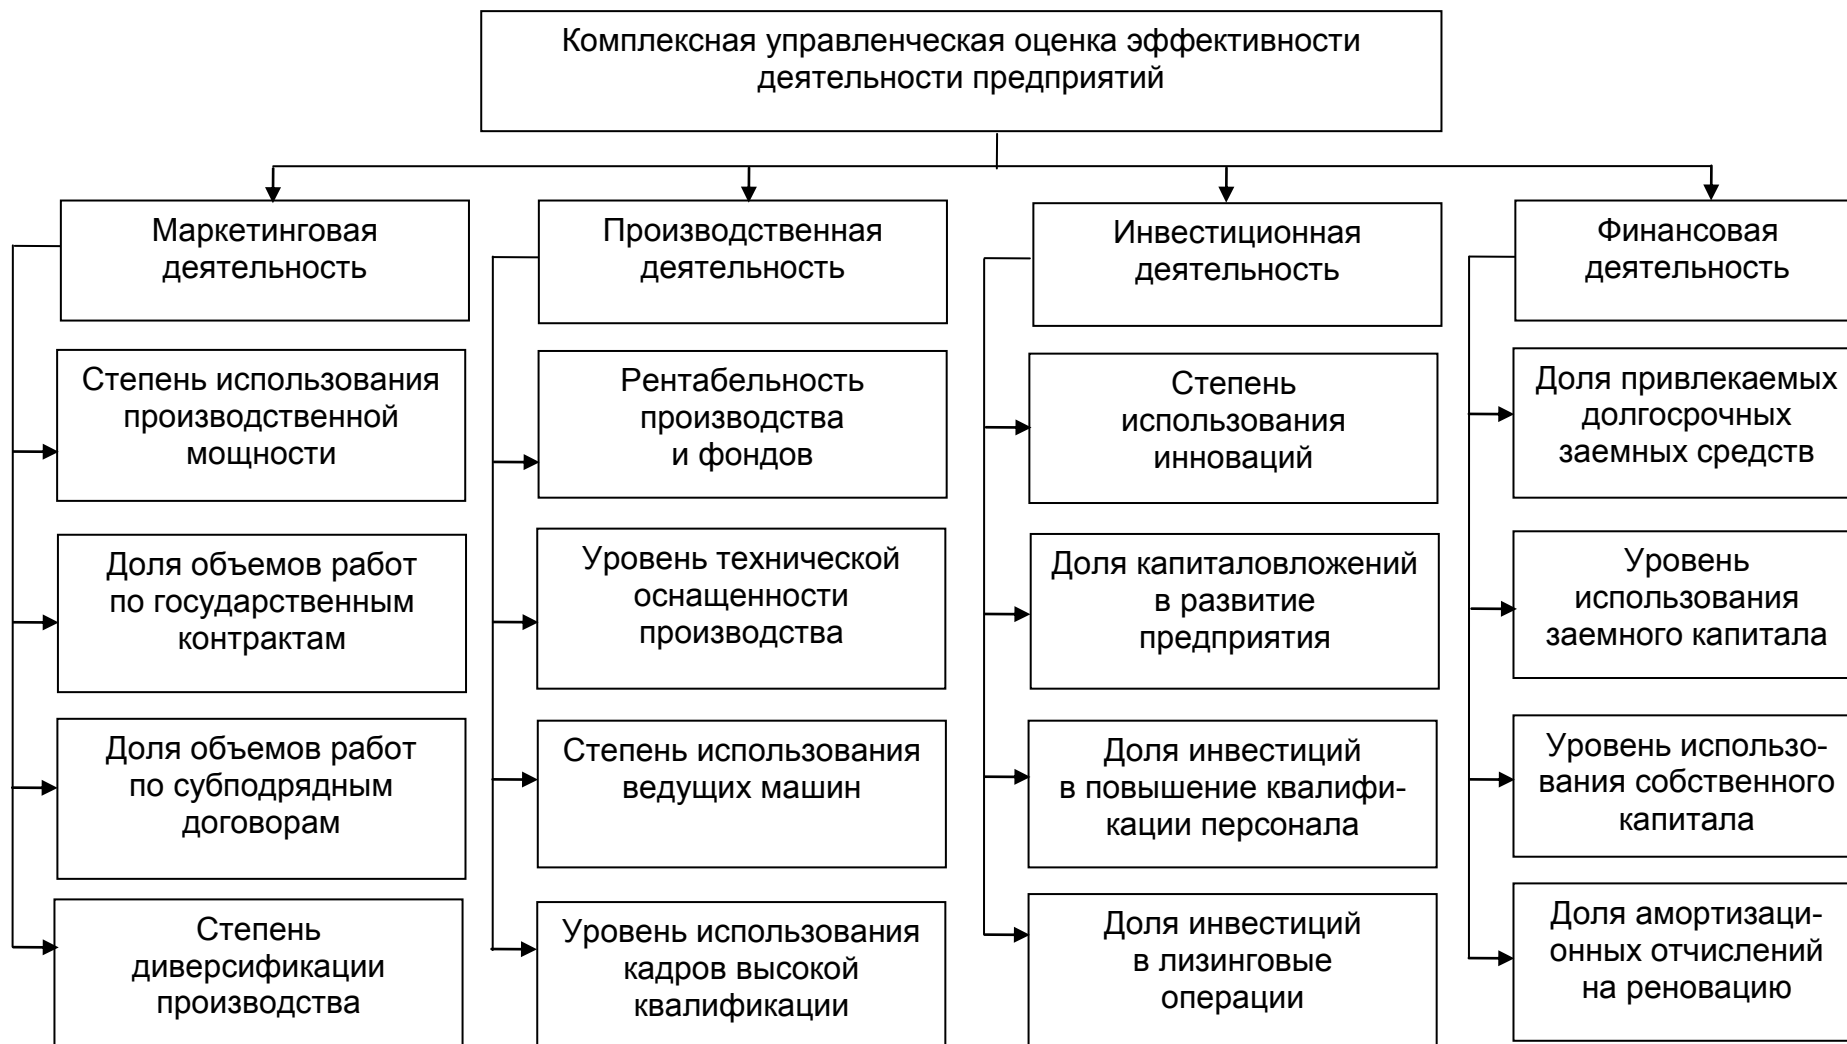 Комплексная управленческая оценка эффективности
деятельности предприятий
Маркетинговая
деятельность
Степень использования
производственной
мощности
Доля объемов работ
по государственным
контрактам
Доля объемов работ
по субподрядным
договорам
Степень
диверсификации
производства
Производственная
деятельность
Рентабельность
производства
и фондов
Уровень технической
оснащенности
производства
Степень использования
ведущих машин
Уровень использования
кадров высокой
квалификации
Инвестиционная
деятельность
Степень
использования
инноваций
Доля капиталовложений
в развитие
предприятия
Доля инвестиций
в повышение квалифи-
кации персонала
Доля инвестиций
в лизинговые
операции
Финансовая
деятельность
Доля привлекаемых
долгосрочных
заемных средств
Уровень
использования
заемного капитала
Уровень использо-
вания собственного
капитала
Доля амортизаци-
онных отчислений
на реновацию